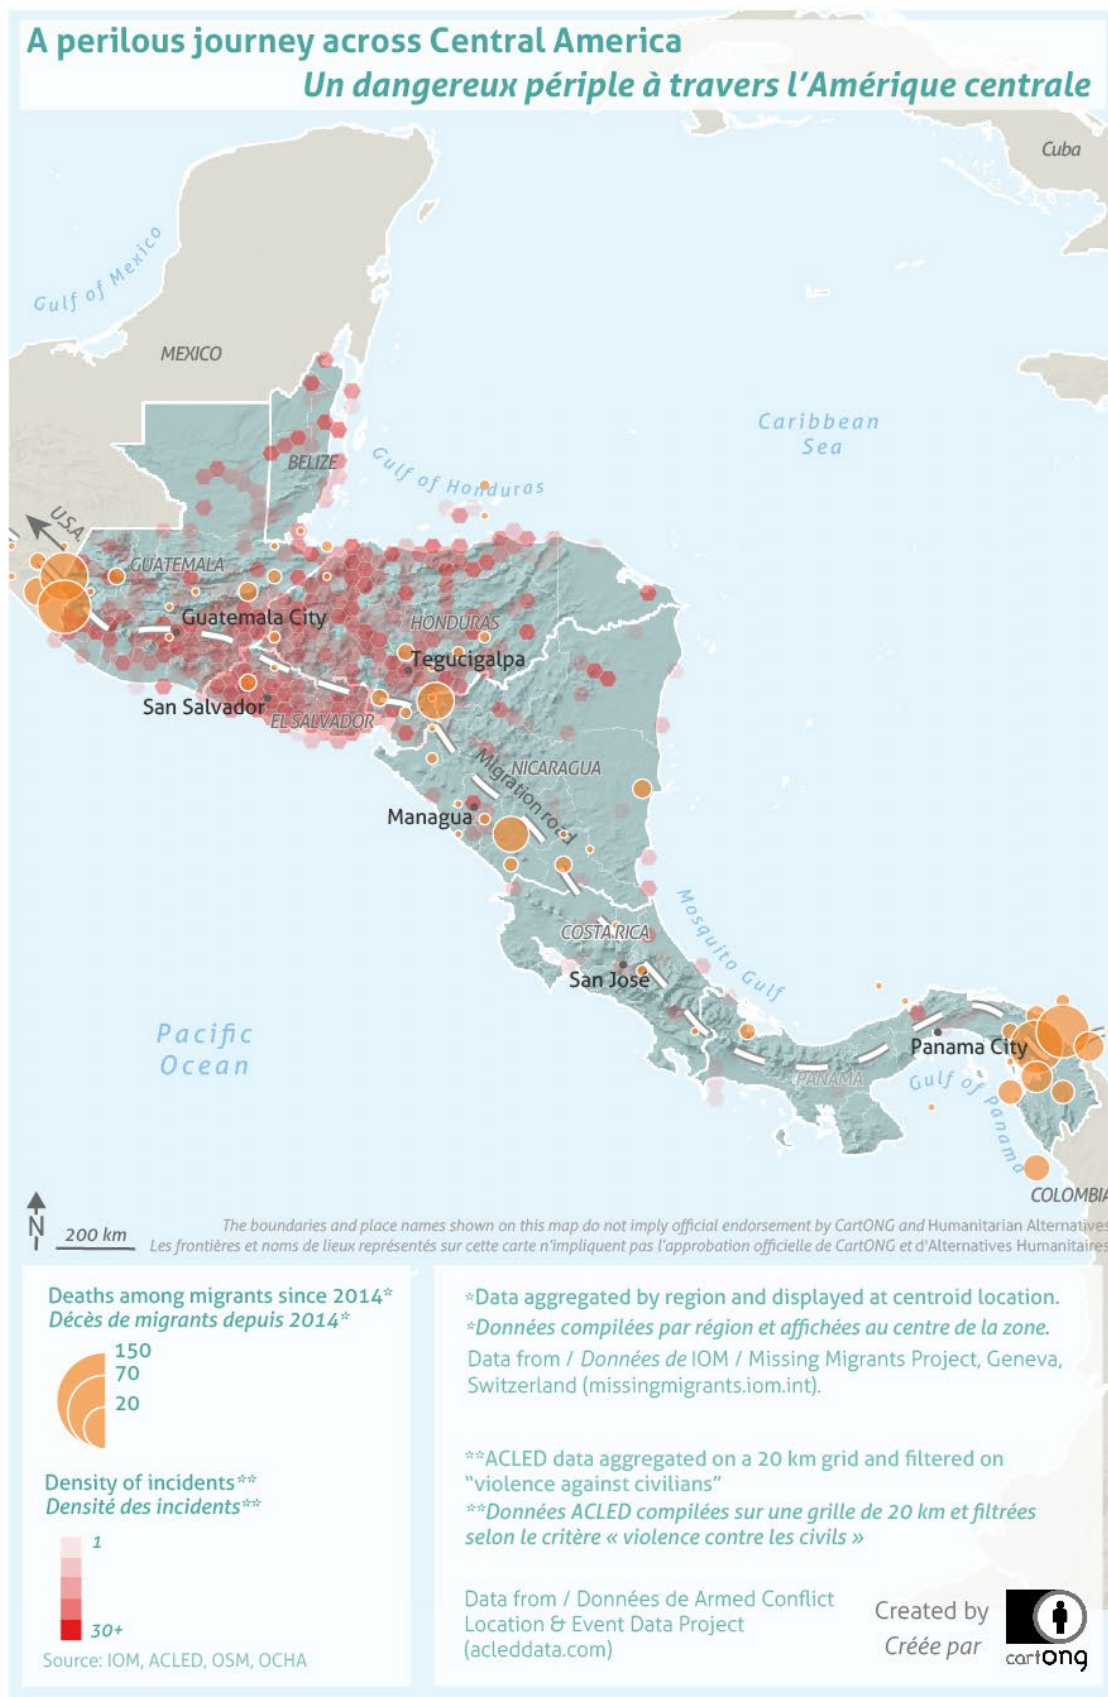 A perilous journey across Central America
Un dangereux périple à travers l'Amérique centrale
Cuba
Gulf of Mexico
MEXICO
Caribbean
Sea
BELIZE
Gulf of Honduras
U.S.A.
GUATEMALA
Guatemala City
HONDURAS
Tegucigalpa
San Salvador
EL SALVADOR
NICARAGUA
Migration road
Managua
Mosquito Gulf
COSTA RICA
San José
Pacific
Ocean
Panama City
PANAMA
Gulf of Panama
COLOMBIA
N
200 km
The boundaries and place names shown on this map do not imply official endorsement by CartONG and Humanitarian Alternatives
Les frontières et noms de lieux représentés sur cette carte n'impliquent pas l'approbation officielle de CartONG et d'Alternatives Humanitaires
Deaths among migrants since 2014*
Décès de migrants depuis 2014*
150
70
20
Density of incidents**
Densité des incidents**
1
30+
Source: IOM, ACLED, OSM, OCHA
*Data aggregated by region and displayed at centroid location.
*Données compilées par région et affichées au centre de la zone.
Data from / Données de IOM / Missing Migrants Project, Geneva,
Switzerland (missingmigrants.iom.int).
**ACLED data aggregated on a 20 km grid and filtered on
"violence against civilians"
**Données ACLED compilées sur une grille de 20 km et filtrées
selon le critère « violence contre les civils »
Data from / Données de Armed Conflict
Location & Event Data Project
(acleddata.com)
Created by
Créée par
cartong